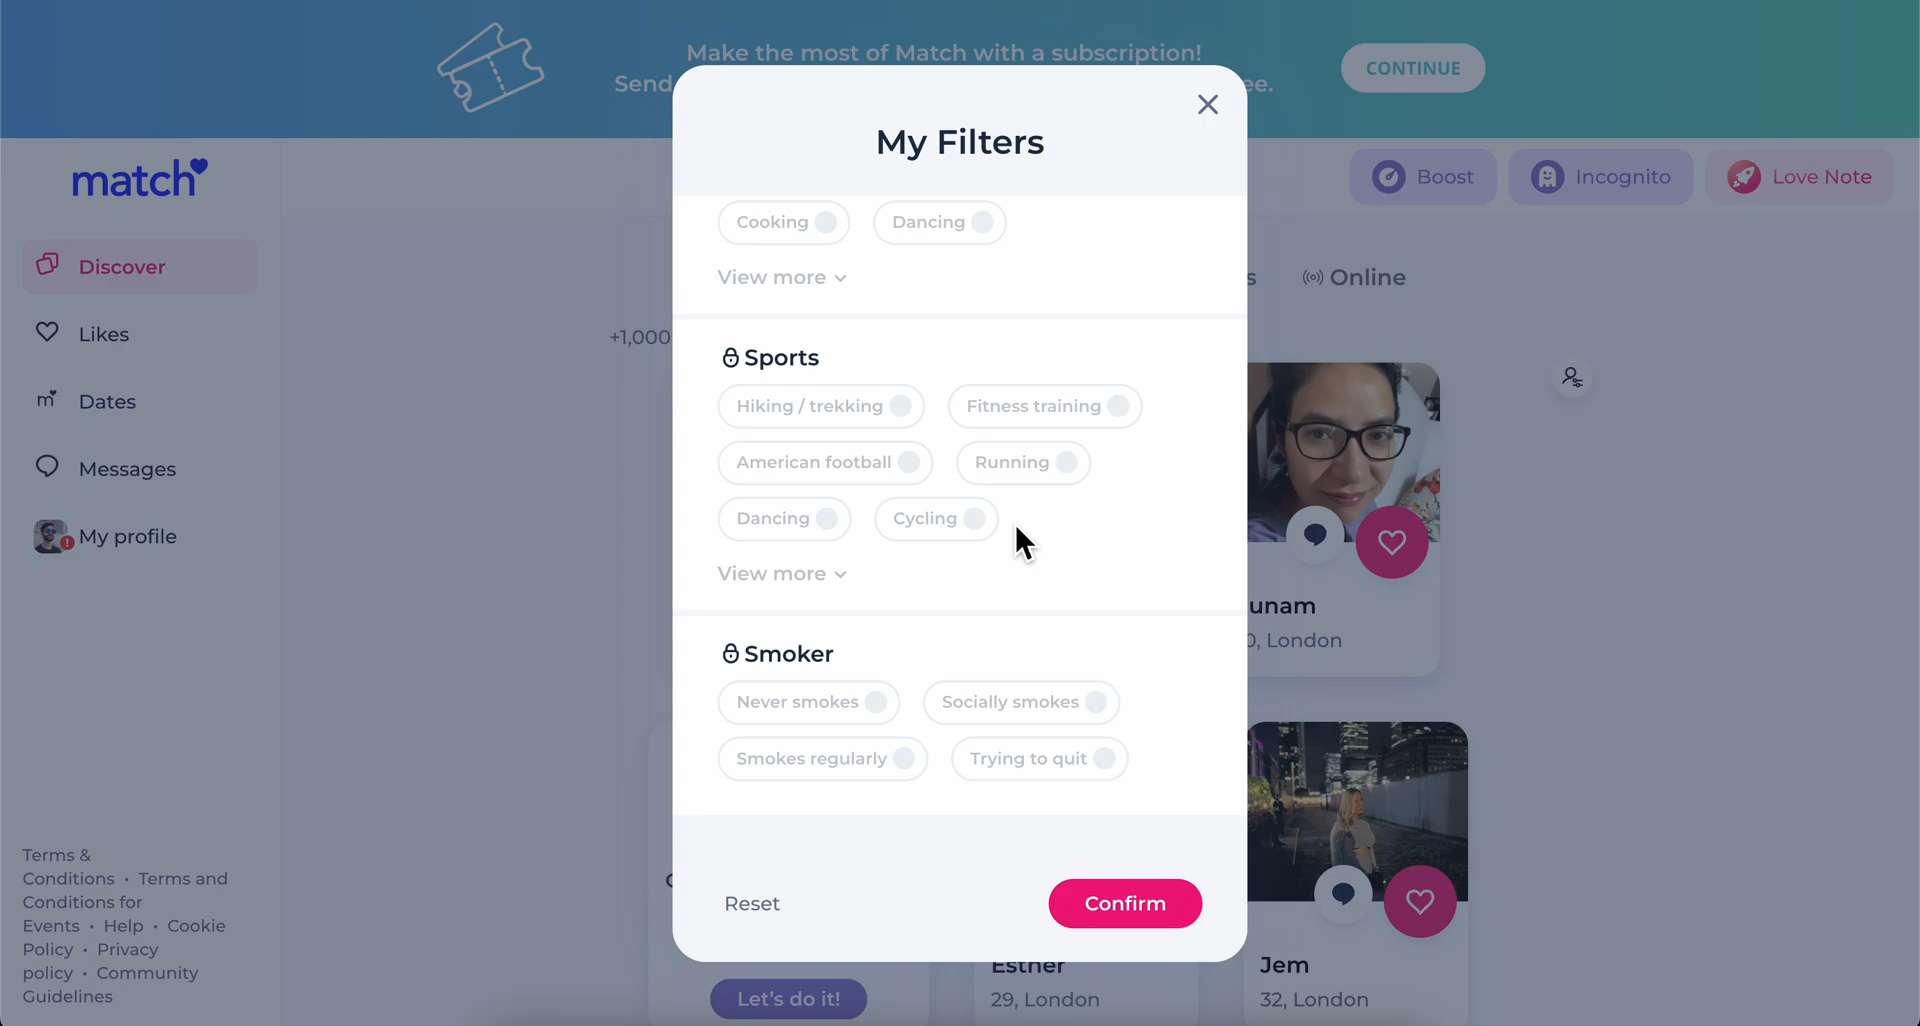 Make the most of Match with a subscription!
Send
ee.
CONTINUE
My Filters
match
Boost
Incognito
Love Note
Discover
Likes
Dates
Messages
My profile
Cooking
Dancing
View more
s
Online
+1,000
Sports
Hiking / trekking
Fitness training
American football
Running
Dancing
Cycling
View more
unam
0, London
Smoker
Never smokes
Socially smokes
Smokes regularly
Trying to quit
Reset
Confirm
Terms &
Conditions • Terms and
Conditions for
Events • Help • Cookie
Policy • Privacy
policy • Community
Guidelines
Let's do it!
Esther
29, London
Jem
32, London